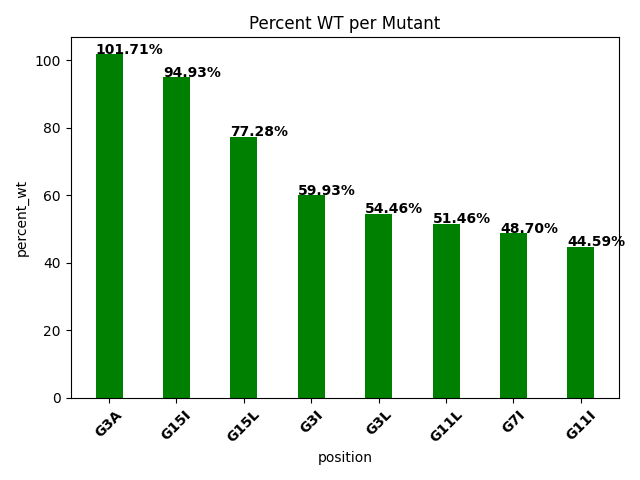 Percent WT per Mutant
101.71%
94.93%
77.28%
59.93%
54.46%
51.46%
48.70%
44.59%
100
80
60
40
20
0
percent_wt
G3A
G15I
G15L
G3I
G3L
G11L
G7I
G11I
position